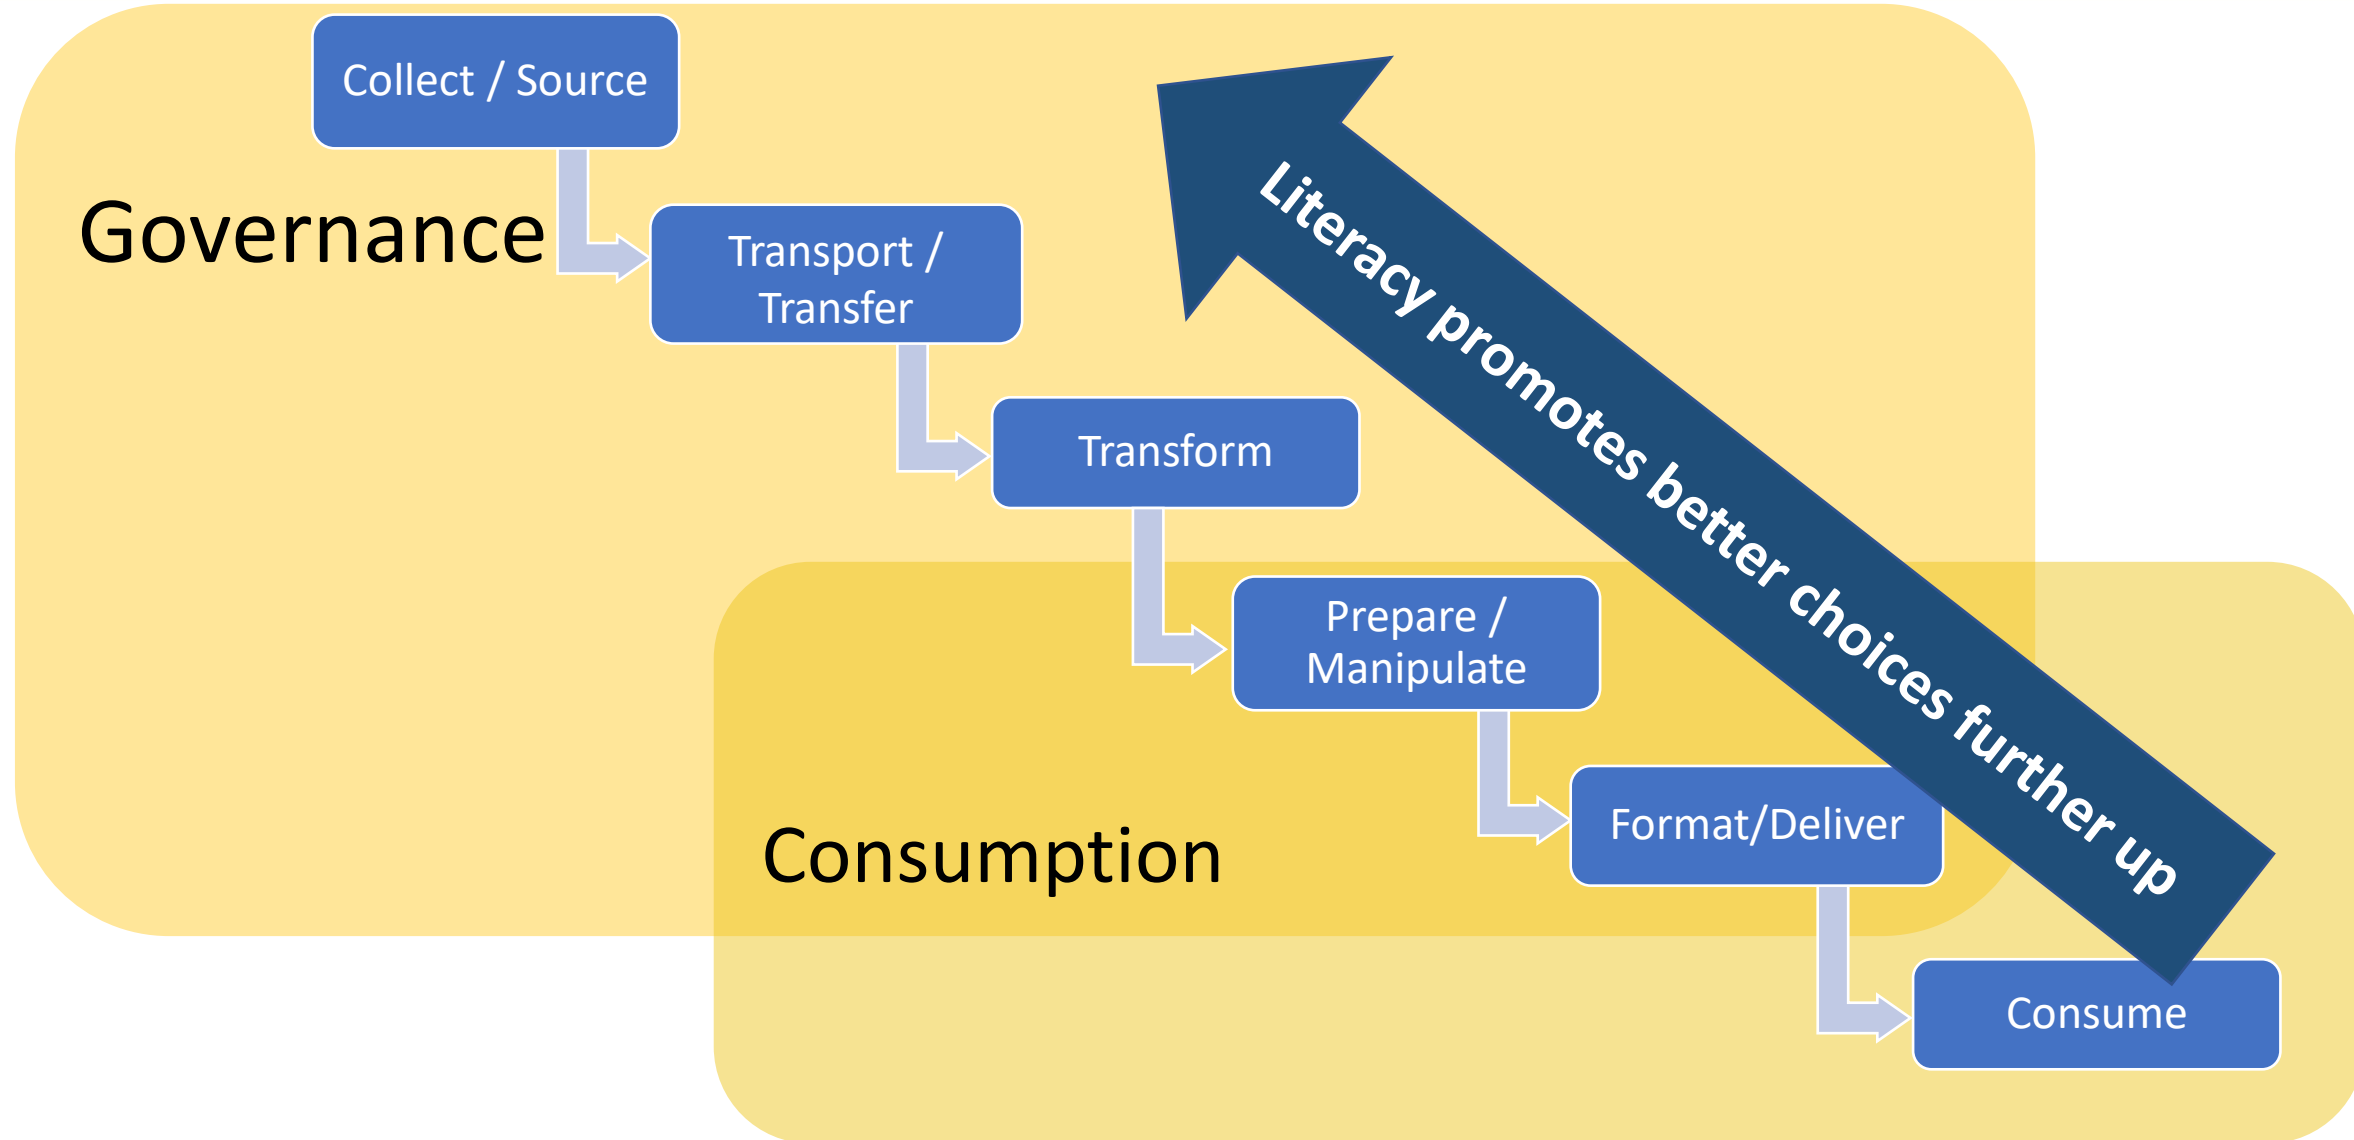 Collect / Source
Governance
Transport /
Transfer
Literacy promotes better choices further up
Transform
Prepare /
Manipulate
Consumption
Format/Deliver
Consume